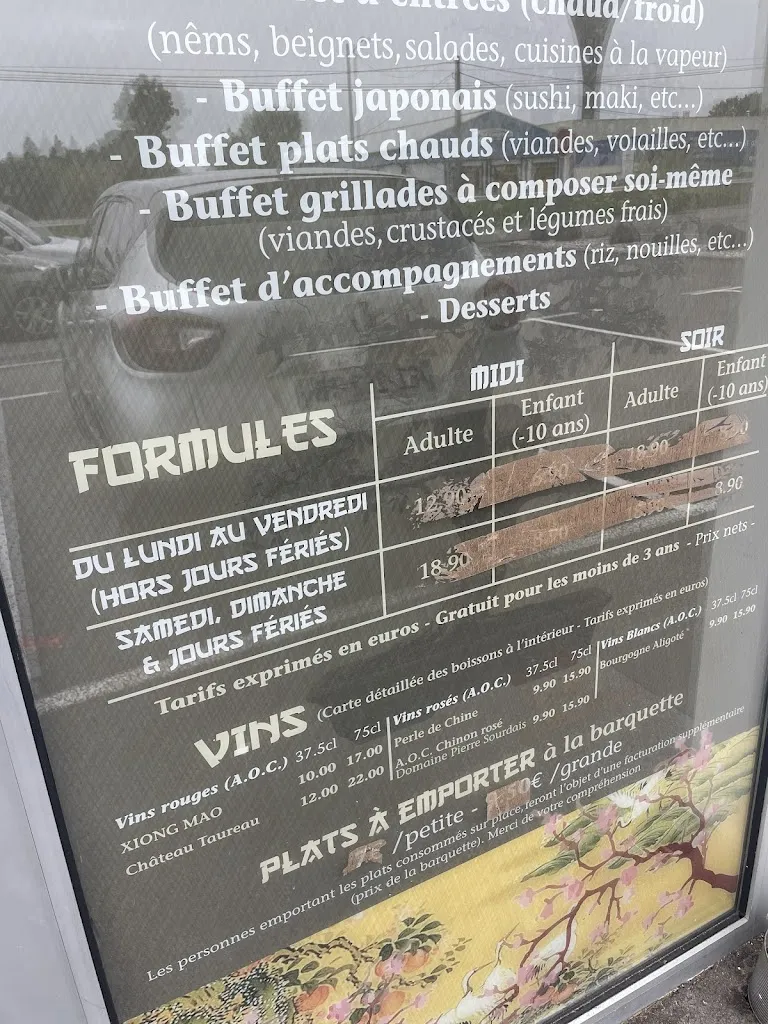 à entrées (chaud/froid)
(nêms, beignets, salades, cuisines à la vapeur)
- Buffet japonais (sushi, maki, etc...)
- Buffet plats chauds (viandes, volailles, etc...)
- Buffet grillades à composer soi-même
(viandes, crustacés et légumes frais)
- Buffet d'accompagnements (riz, nouilles, etc...)
- Desserts
MIDI SOIR
FORMULES Adulte Enfant Adulte Enfant
(-10 ans) (-10 ans)
DU LUNDI AU VENDREDI 12.90 18.90
(HORS JOURS FÉRIÉS)
SAMEDI, DIMANCHE 18.90 8.90
& JOURS FÉRIÉS
Tarifs exprimés en euros - Gratuit pour les moins de 3 ans - Prix nets -
VINS (Carte détaillée des boissons à l'intérieur - Tarifs exprimés en euros)
Vins rouges (A.O.C.) 37.5cl 75cl
XIONG MAO 10.00 17.00
Château Taureau 12.00 22.00
Vins rosés (A.O.C.) 37.5cl 75cl
Perle de Chine 9.90 15.90
A.O.C. Chinon rosé
Domaine Pierre Sourdais 9.90 15.90
Vins Blancs (A.O.C.) 37.5cl 75cl
Bourgogne Aligoté 9.90 15.90
PLATS À EMPORTER à la barquette
/petite - € /grande
Les personnes emportant les plats consommés sur place, feront l'objet d'une facturation supplémentaire
(prix de la barquette). Merci de votre compréhension